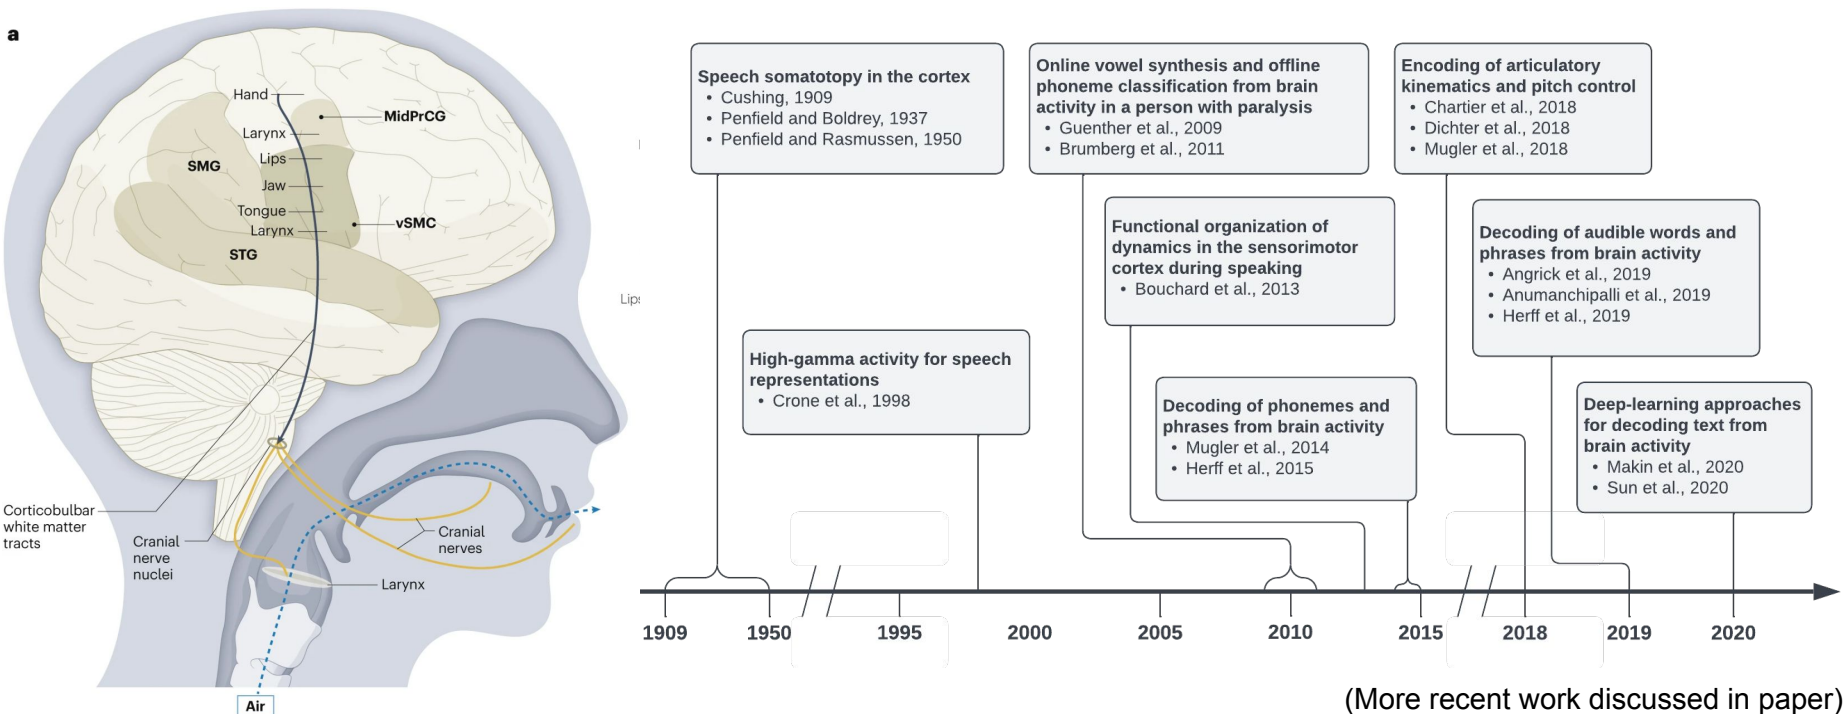 a
Hand
Larynx
Lips
Jaw
Tongue
Larynx
MidPrCG
vSMC
SMG
STG
Corticobulbar
white matter
tracts
Cranial
nerve
nuclei
Cranial
nerves
Larynx
Air
Lips
Speech somatotopy in the cortex
• Cushing, 1909
• Penfield and Boldrey, 1937
• Penfield and Rasmussen, 1950
High-gamma activity for speech
representations
• Crone et al., 1998
Online vowel synthesis and offline
phoneme classification from brain
activity in a person with paralysis
• Guenther et al., 2009
• Brumberg et al., 2011
Functional organization of
dynamics in the sensorimotor
cortex during speaking
• Bouchard et al., 2013
Decoding of phonemes and
phrases from brain activity
• Mugler et al., 2014
• Herff et al., 2015
Encoding of articulatory
kinematics and pitch control
• Chartier et al., 2018
• Dichter et al., 2018
• Mugler et al., 2018
Decoding of audible words and
phrases from brain activity
• Angrick et al., 2019
• Anumanchipalli et al., 2019
• Herff et al., 2019
Deep-learning approaches
for decoding text from
brain activity
• Makin et al., 2020
• Sun et al., 2020
1909 1950 1995 2000 2005 2010 2015 2018 2019 2020
(More recent work discussed in paper)